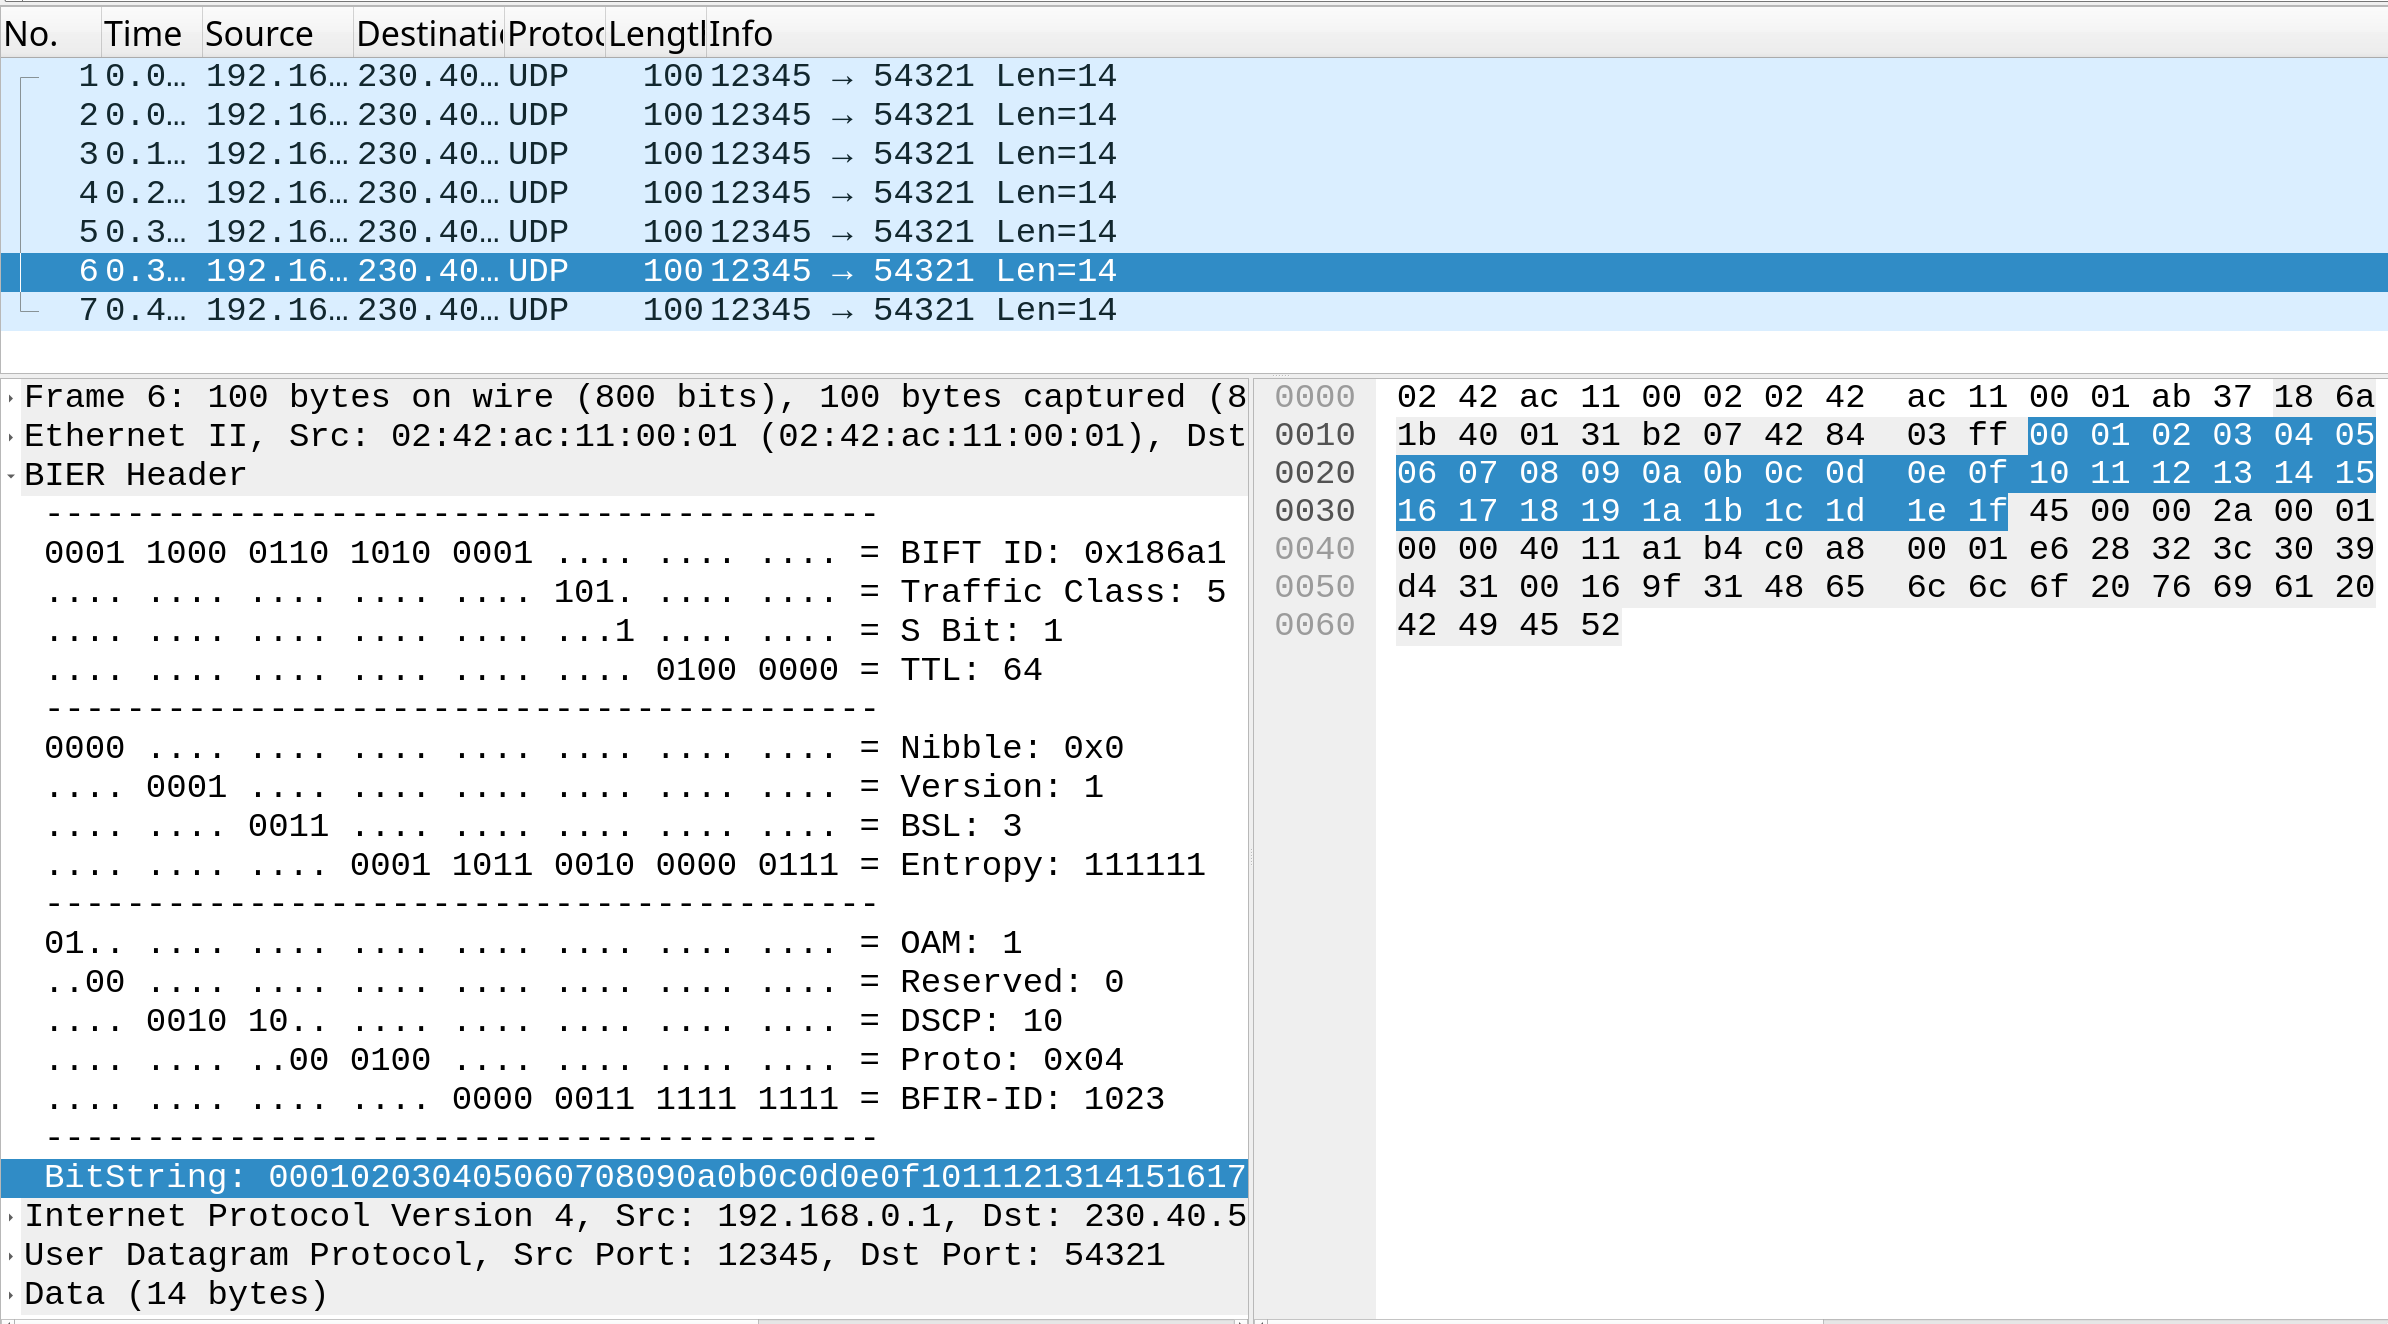 No. Time Source Destinati Protoc Lengtl Info
1 0.0… 192.16… 230.40… UDP 100 12345 → 54321 Len=14
2 0.0… 192.16… 230.40… UDP 100 12345 → 54321 Len=14
3 0.1… 192.16… 230.40… UDP 100 12345 → 54321 Len=14
4 0.2… 192.16… 230.40… UDP 100 12345 → 54321 Len=14
5 0.3… 192.16… 230.40… UDP 100 12345 → 54321 Len=14
6 0.3… 192.16… 230.40… UDP 100 12345 → 54321 Len=14
7 0.4… 192.16… 230.40… UDP 100 12345 → 54321 Len=14
Frame 6: 100 bytes on wire (800 bits), 100 bytes captured (8
Ethernet II, Src: 02:42:ac:11:00:01 (02:42:ac:11:00:01), Dst
BIER Header
-----------------------------------------
0001 1000 0110 1010 0001 .... .... .... = BIFT ID: 0x186a1
.... .... .... .... .... 101. .... .... = Traffic Class: 5
.... .... .... .... .... ...1 .... .... = S Bit: 1
.... .... .... .... .... .... 0100 0000 = TTL: 64
-----------------------------------------
0000 .... .... .... .... .... .... .... = Nibble: 0x0
.... 0001 .... .... .... .... .... .... = Version: 1
.... .... 0011 .... .... .... .... .... = BSL: 3
.... .... .... 0001 1011 0010 0000 0111 = Entropy: 111111
-----------------------------------------
01.. .... .... .... .... .... .... .... = OAM: 1
..00 .... .... .... .... .... .... .... = Reserved: 0
.... 0010 10.. .... .... .... .... .... = DSCP: 10
.... .... ..00 0100 .... .... .... .... = Proto: 0x04
.... .... .... .... 0000 0011 1111 1111 = BFIR-ID: 1023
-----------------------------------------
BitString: 000102030405060708090a0b0c0d0e0f1011121314151617
Internet Protocol Version 4, Src: 192.168.0.1, Dst: 230.40.5
User Datagram Protocol, Src Port: 12345, Dst Port: 54321
Data (14 bytes)
0000 02 42 ac 11 00 02 02 42 ac 11 00 01 ab 37 18 6a
0010 1b 40 01 31 b2 07 42 84 03 ff 00 01 02 03 04 05
0020 06 07 08 09 0a 0b 0c 0d 0e 0f 10 11 12 13 14 15
0030 16 17 18 19 1a 1b 1c 1d 1e 1f 45 00 00 2a 00 01
0040 00 00 40 11 a1 b4 c0 a8 00 01 e6 28 32 3c 30 39
0050 d4 31 00 16 9f 31 48 65 6c 6c 6f 20 76 69 61 20
0060 42 49 45 52